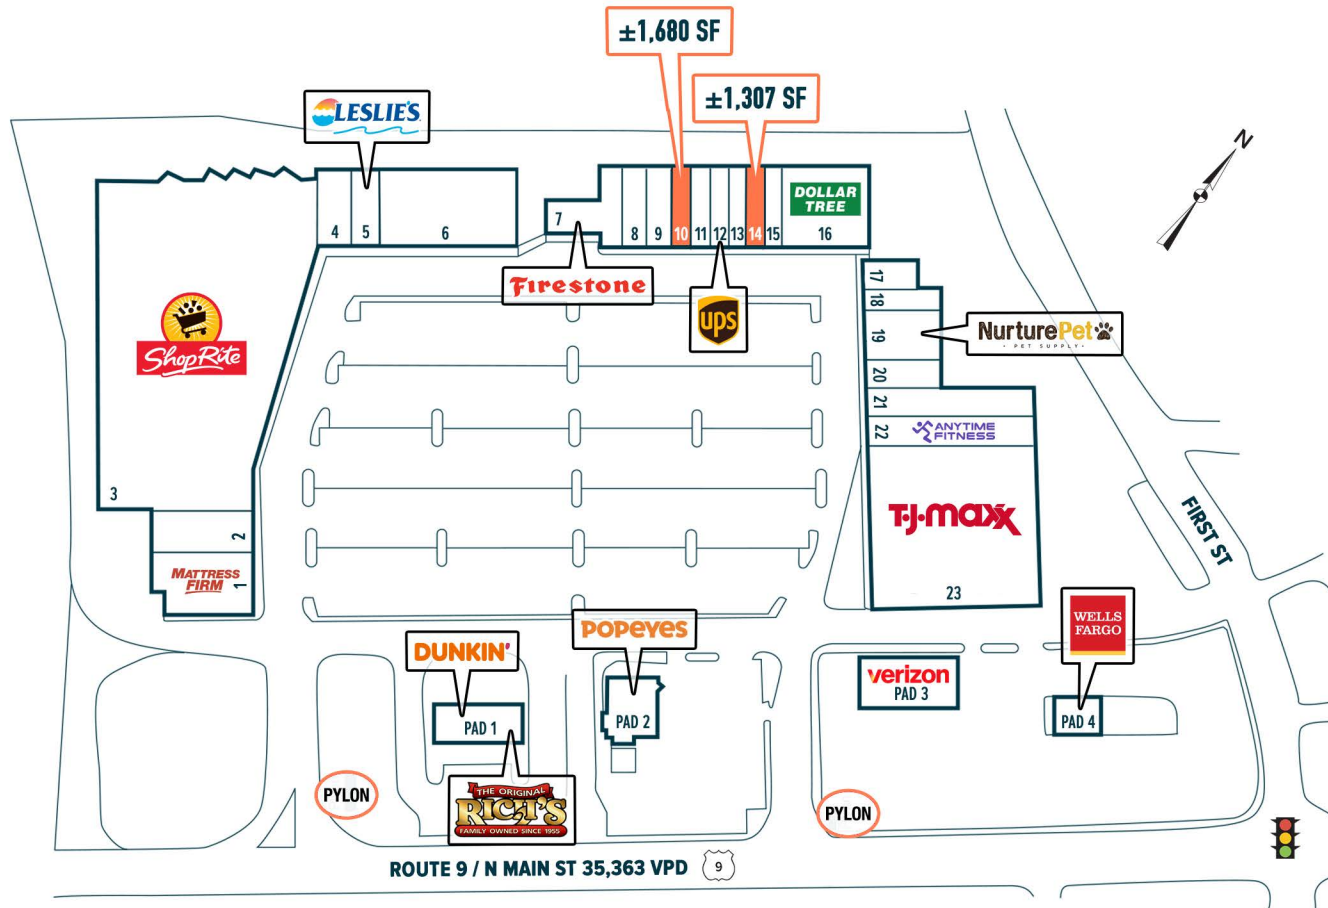 ±1,680 SF
±1,307 SF
LESLIE'S
N
DOLLAR
TREE
4
5
6
7
8
9
10
11
12
13
14
15
16
Firestone
ups
17
18
19
20
21
22
NurturePet
· PET SUPPLY ·
ShopRite
ANYTIME
FITNESS
T·J·maxx
3
2
MATTRESS
FIRM
1
23
FIRST ST
DUNKIN'
POPEYES
WELLS
FARGO
verizon
PAD 3
PAD 1
PAD 2
PAD 4
THE ORIGINAL
RICH'S
FAMILY OWNED SINCE 1955
PYLON
PYLON
ROUTE 9 / N MAIN ST 35,363 VPD
9